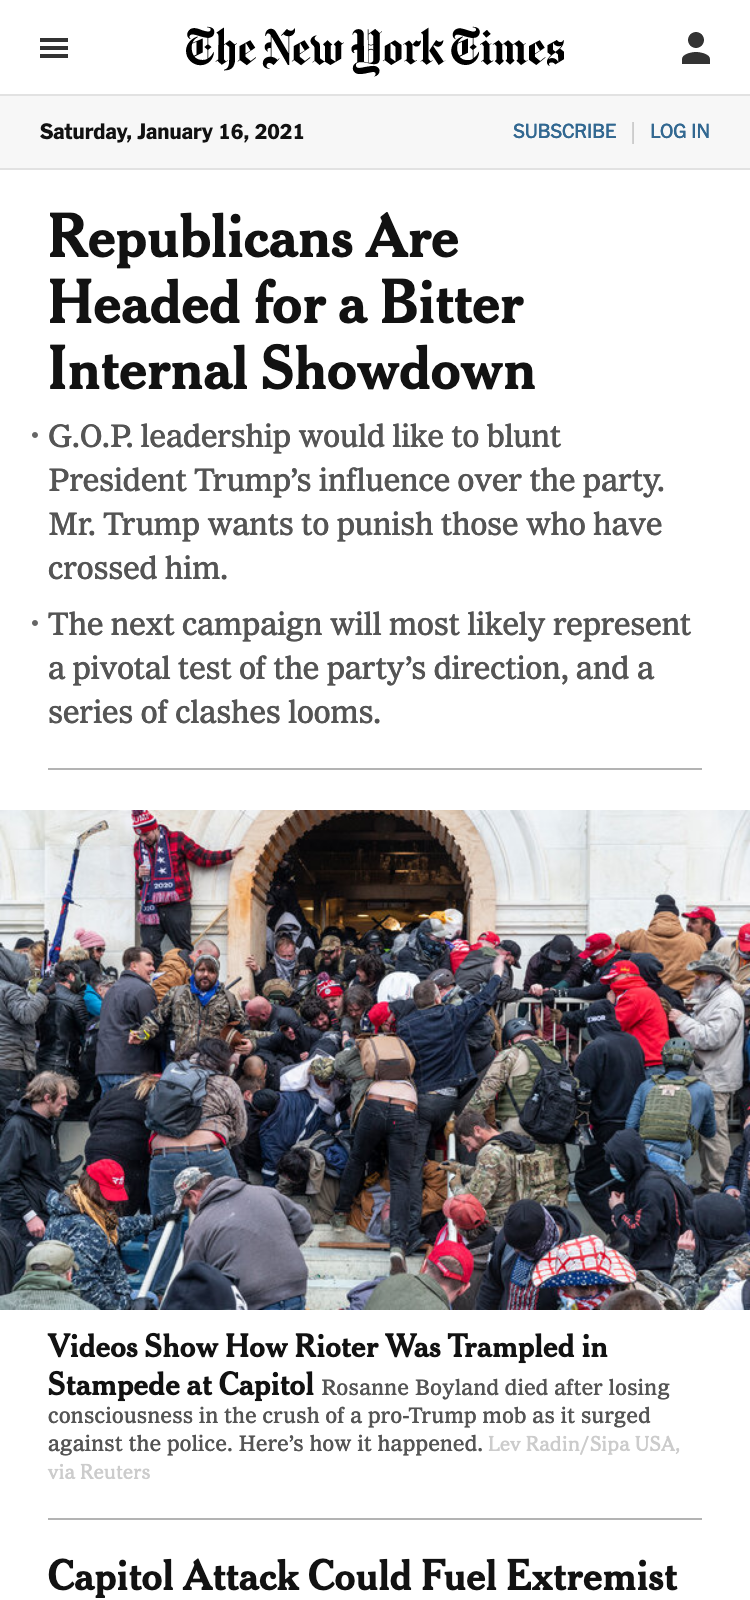 The New York Times
Saturday, January 16, 2021
SUBSCRIBE | LOG IN
Republicans Are
Headed for a Bitter
Internal Showdown
• G.O.P. leadership would like to blunt
President Trump’s influence over the party.
Mr. Trump wants to punish those who have
crossed him.
• The next campaign will most likely represent
a pivotal test of the party’s direction, and a
series of clashes looms.
2020
Videos Show How Rioter Was Trampled in
Stampede at Capitol Rosanne Boyland died after losing
consciousness in the crush of a pro-Trump mob as it surged
against the police. Here’s how it happened. Lev Radin/Sipa USA,
via Reuters
Capitol Attack Could Fuel Extremist